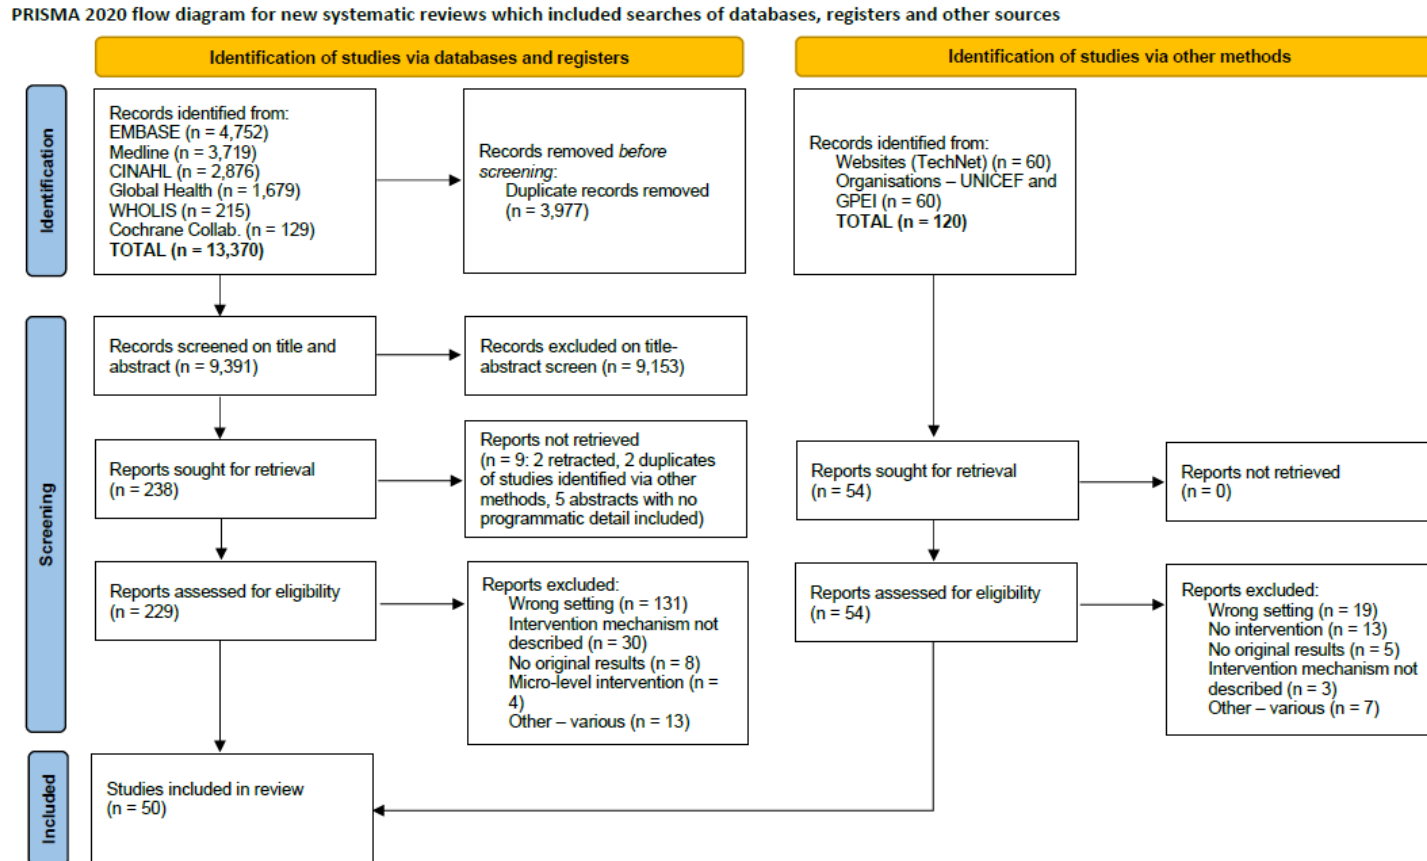 PRISMA 2020 flow diagram for new systematic reviews which included searches of databases, registers and other sources
Identification of studies via databases and registers
Identification of studies via other methods
Identification
Records identified from:
EMBASE (n = 4,752)
Medline (n = 3,719)
CINAHL (n = 2,876)
Global Health (n = 1,679)
WHOLIS (n = 215)
Cochrane Collab. (n = 129)
TOTAL (n = 13,370)
Records removed before
screening:
Duplicate records removed
(n = 3,977)
Records identified from:
Websites (TechNet) (n = 60)
Organisations – UNICEF and
GPEI (n = 60)
TOTAL (n = 120)
Screening
Records screened on title and
abstract (n = 9,391)
Records excluded on title-
abstract screen (n = 9,153)
Reports sought for retrieval
(n = 238)
Reports not retrieved
(n = 9: 2 retracted, 2 duplicates
of studies identified via other
methods, 5 abstracts with no
programmatic detail included)
Reports sought for retrieval
(n = 54)
Reports not retrieved
(n = 0)
Reports assessed for eligibility
(n = 229)
Reports excluded:
Wrong setting (n = 131)
Intervention mechanism not
described (n = 30)
No original results (n = 8)
Micro-level intervention (n =
4)
Other – various (n = 13)
Reports assessed for eligibility
(n = 54)
Reports excluded:
Wrong setting (n = 19)
No intervention (n = 13)
No original results (n = 5)
Intervention mechanism not
described (n = 3)
Other – various (n = 7)
Included
Studies included in review
(n = 50)